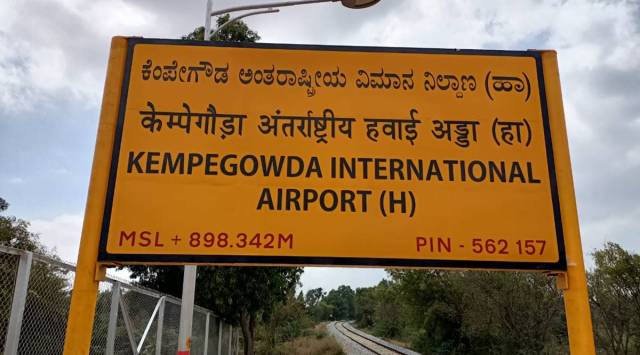 ಕೆಂಪೇಗೌಡ ಅಂತರಾಷ್ಟ್ರೀಯ ವಿಮಾನ ನಿಲ್ದಾಣ (ಹಾ)
केम्पेगौड़ा अंतर्राष्ट्रीय हवाई अड्डा (हा)
KEMPEGOWDA INTERNATIONAL
AIRPORT (H)
MSL + 898.342M PIN - 562 157